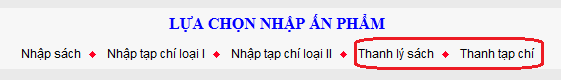 LỰA CHỌN NHẬP ẤN PHẨM
Nhập sách Nhập tạp chí loại I Nhập tạp chí loại II Thanh lý sách Thanh tạp chí